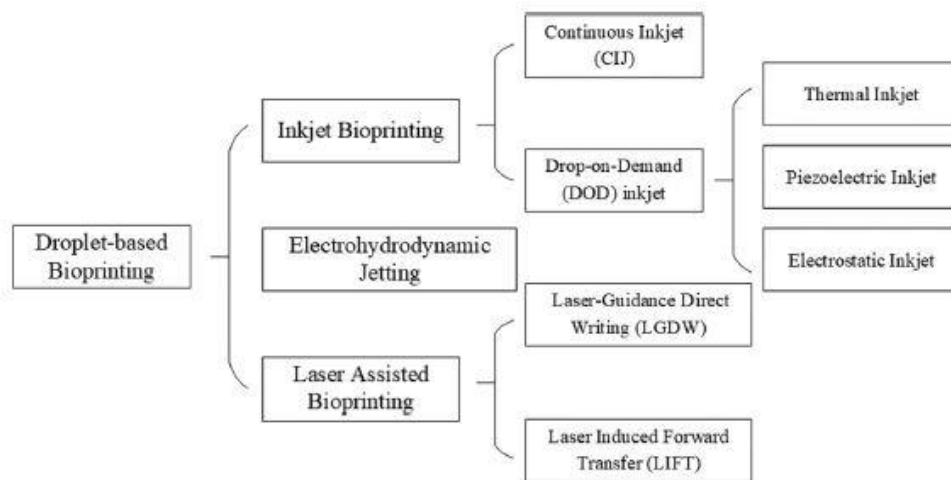 Continuous Inkjet
(CIJ)
Thermal Inkjet
Inkjet Bioprinting
Drop-on-Demand
(DOD) inkjet
Piezoelectric Inkjet
Droplet-based
Bioprinting
Electrohydrodynamic
Jetting
Electrostatic Inkjet
Laser-Guidance Direct
Writing (LGDW)
Laser Assisted
Bioprinting
Laser Induced Forward
Transfer (LIFT)